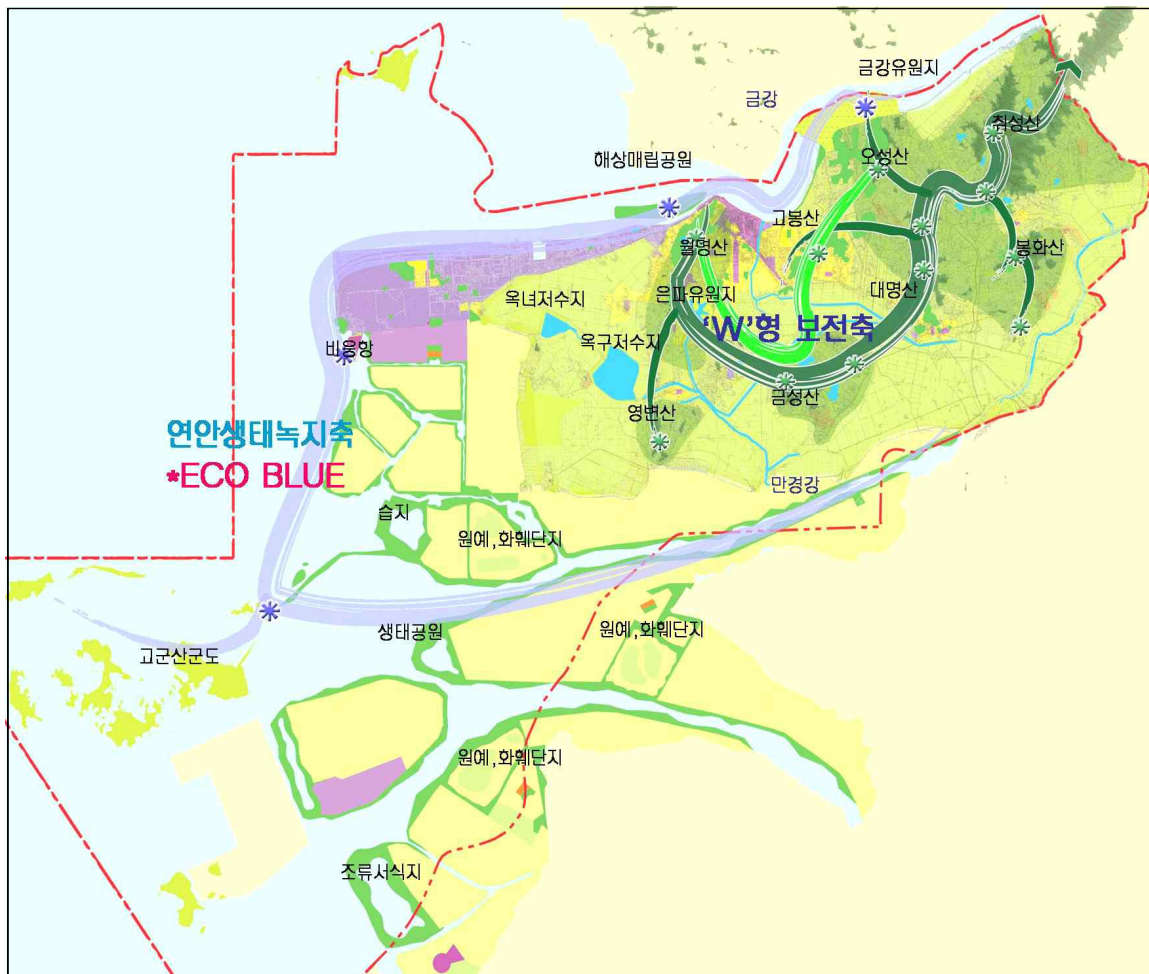 금강유원지
금강
취성산
해상매립공원
오성산
고봉산
월명산
봉화산
대명산
은파유원지
옥녀저수지
'W'형 보전축
옥구저수지
비응항
금성산
영변산
연안생태녹지축
*ECO BLUE
만경강
습지
원예,화훼단지
생태공원
원예,화훼단지
고군산군도
원예,화훼단지
조류서식지